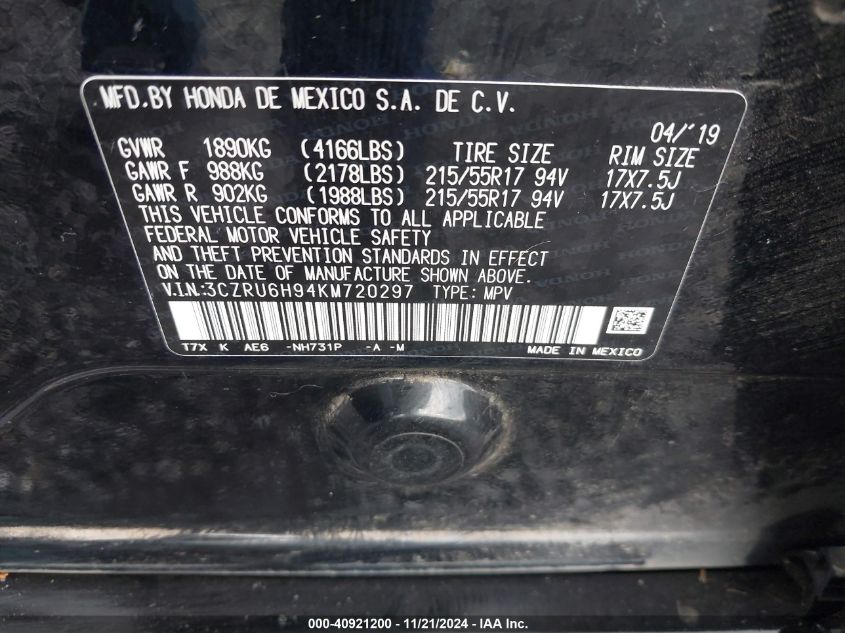 MFD.BY HONDA DE MEXICO S.A. DE C.V.
04/'19
GVWR 1890KG (4166LBS) TIRE SIZE RIM SIZE
GAWR F 988KG (2178LBS) 215/55R17 94V 17X7.5J
GAWR R 902KG (1988LBS) 215/55R17 94V 17X7.5J
THIS VEHICLE CONFORMS TO ALL APPLICABLE
FEDERAL MOTOR VEHICLE SAFETY
AND THEFT PREVENTION STANDARDS IN EFFECT
ON THE DATE OF MANUFACTURE SHOWN ABOVE.
V.I.N:3CZRU6H94KM720297 TYPE: MPV
T7X K AE6 -NH731P -A -M MADE IN MEXICO
000-40921200 - 11/21/2024 - IAA Inc.